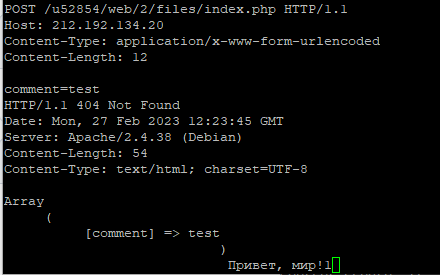 POST /u52854/web/2/files/index.php HTTP/1.1
Host: 212.192.134.20
Content-Type: application/x-www-form-urlencoded
Content-Length: 12

comment=test
HTTP/1.1 404 Not Found
Date: Mon, 27 Feb 2023 12:23:45 GMT
Server: Apache/2.4.38 (Debian)
Content-Length: 54
Content-Type: text/html; charset=UTF-8

Array
(
[comment] => test
)
Привет, мир!1